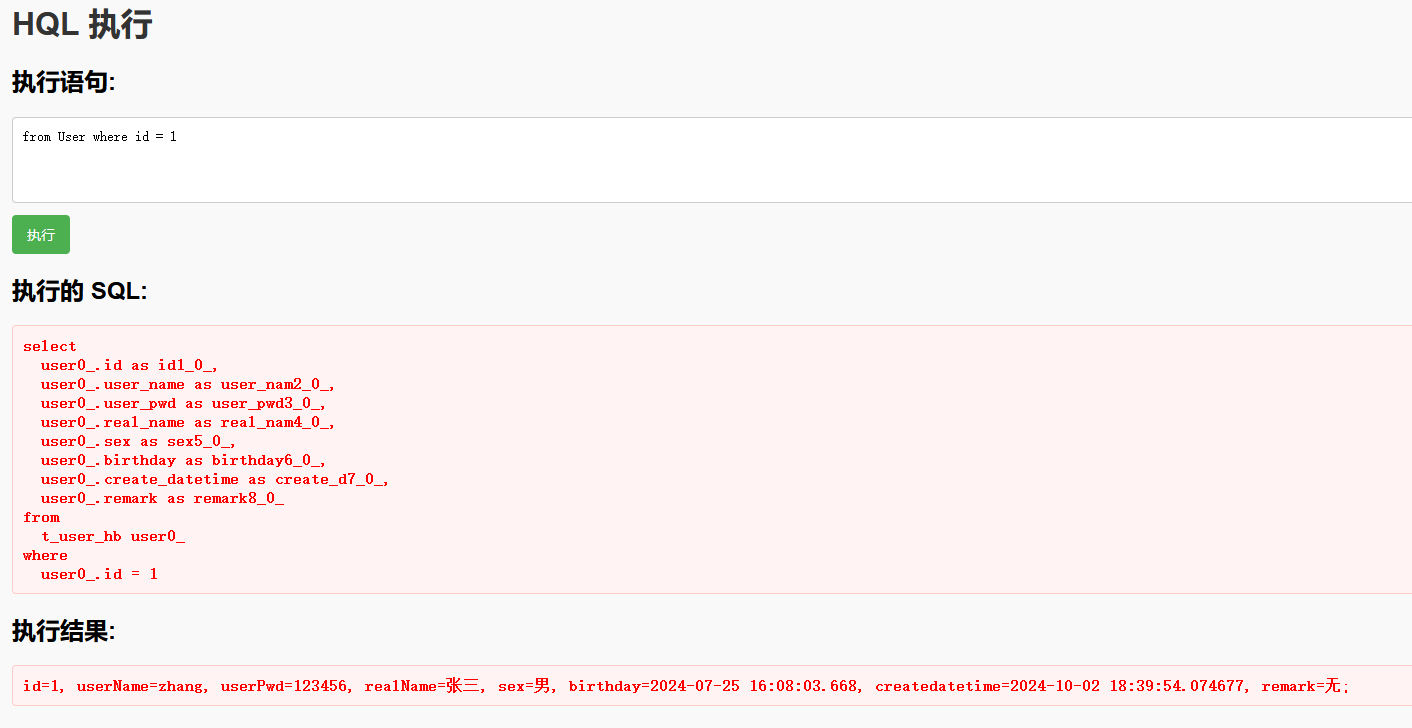 HQL 执行
执行语句:
from User where id = 1
执行
执行的 SQL:
select
user0_.id as id1_0_,
user0_.user_name as user_nam2_0_,
user0_.user_pwd as user_pwd3_0_,
user0_.real_name as real_nam4_0_,
user0_.sex as sex5_0_,
user0_.birthday as birthday6_0_,
user0_.create_datetime as create_d7_0_,
user0_.remark as remark8_0_
from
t_user_hb user0_
where
user0_.id = 1
执行结果:
id=1, userName=zhang, userPwd=123456, realName=张三, sex=男, birthday=2024-07-25 16:08:03.668, createdatetime=2024-10-02 18:39:54.074677, remark=无;